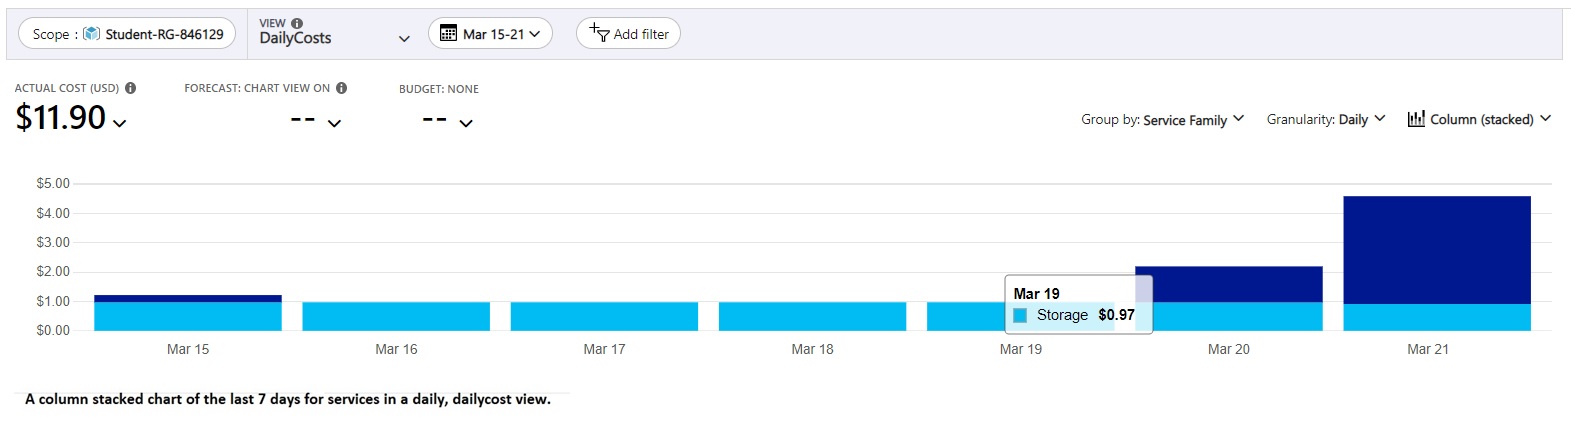 Scope : Student-RG-846129
VIEW
DailyCosts
Mar 15-21
Add filter
ACTUAL COST (USD)
$11.90
FORECAST: CHART VIEW ON
--
BUDGET: NONE
--
Group by: Service Family
Granularity: Daily
Column (stacked)
$5.00
$4.00
$3.00
$2.00
$1.00
$0.00
Mar 19
Storage $0.97
Mar 15 Mar 16 Mar 17 Mar 18 Mar 19 Mar 20 Mar 21
A column stacked chart of the last 7 days for services in a daily, dailycost view.